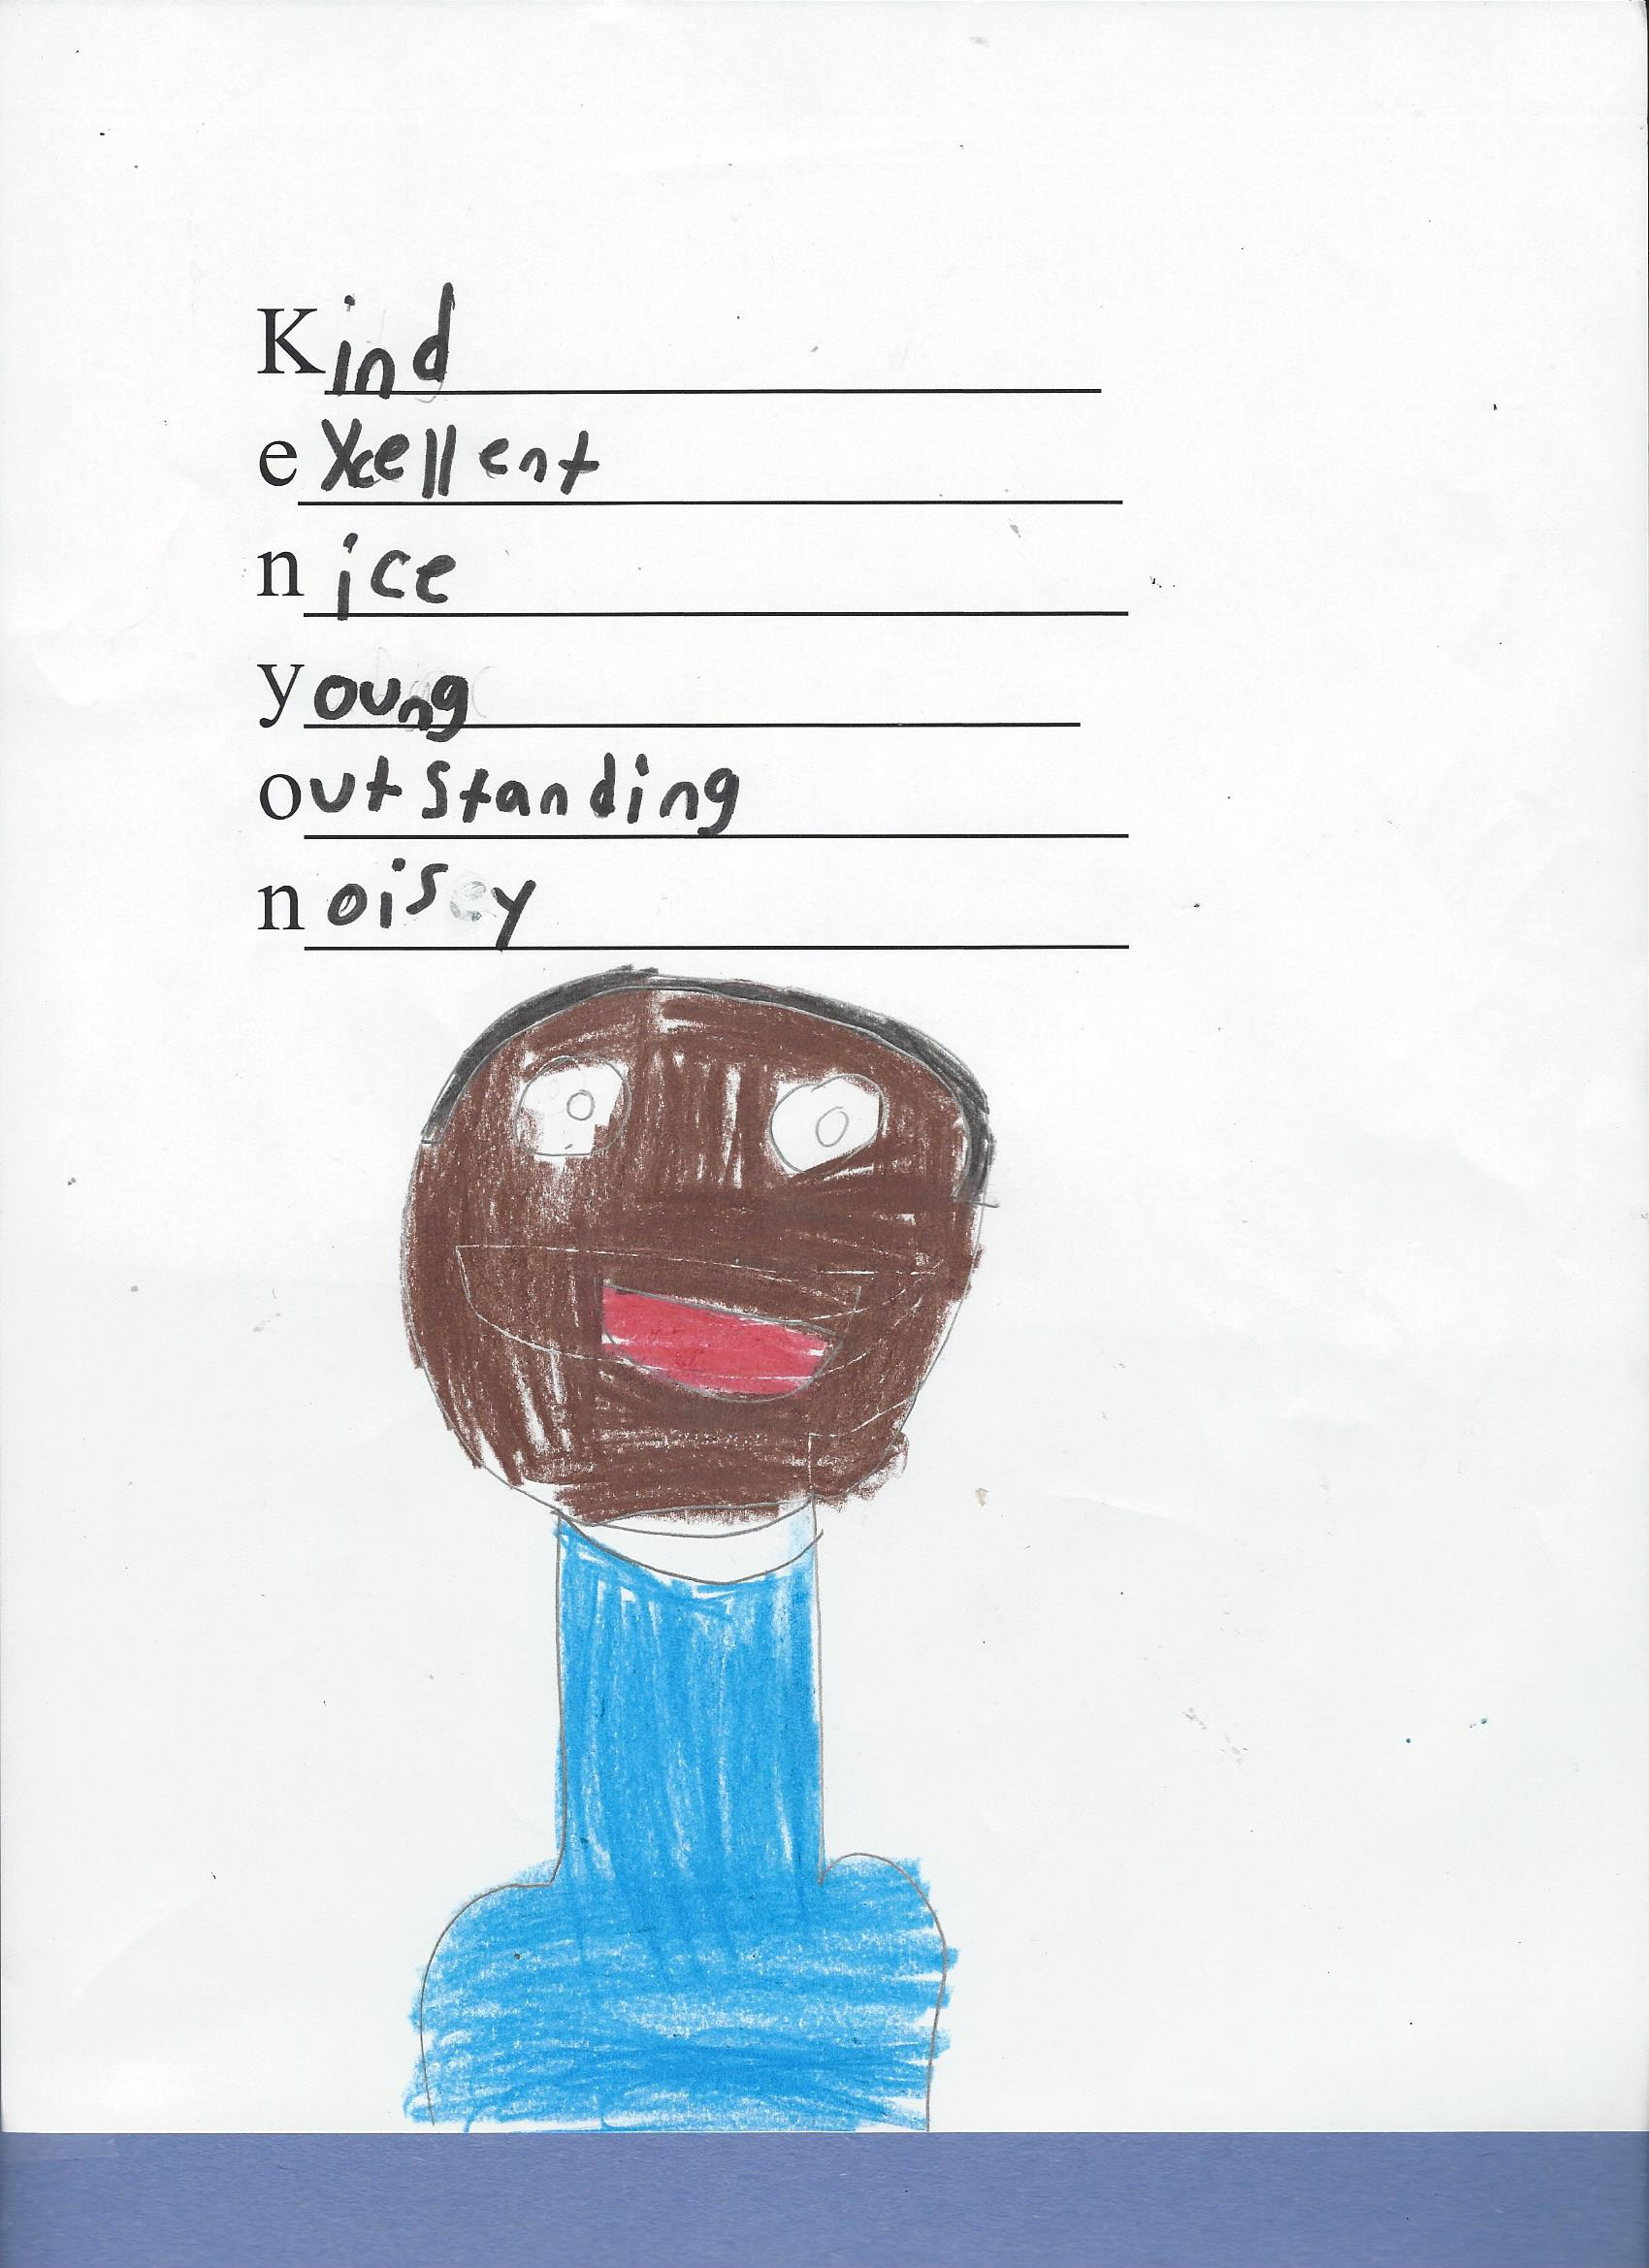 Kind
excellent
nice
young
outstanding
noisey